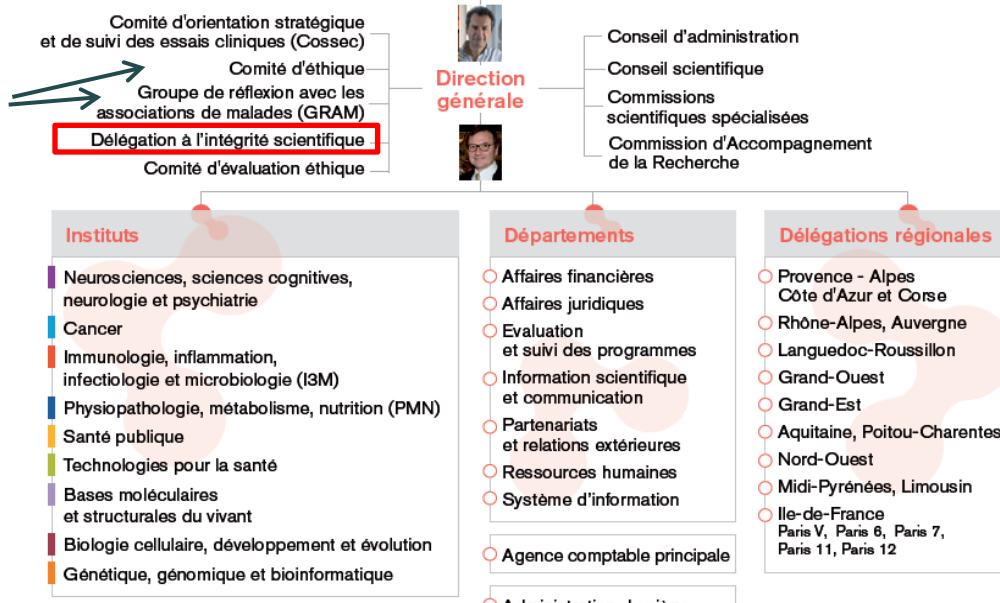 Comité d'orientation stratégique
et de suivi des essais cliniques (Cossec)
Comité d'éthique
Groupe de réflexion avec les
associations de malades (GRAM)
Délégation à l'intégrité scientifique
Comité d'évaluation éthique
Direction
générale
Conseil d'administration
Conseil scientifique
Commissions
scientifiques spécialisées
Commission d'Accompagnement
de la Recherche
Instituts
Neurosciences, sciences cognitives,
neurologie et psychiatrie
Cancer
Immunologie, inflammation,
infectiologie et microbiologie (I3M)
Physiopathologie, métabolisme, nutrition (PMN)
Santé publique
Technologies pour la santé
Bases moléculaires
et structurales du vivant
Biologie cellulaire, développement et évolution
Génétique, génomique et bioinformatique
Départements
Affaires financières
Affaires juridiques
Evaluation
et suivi des programmes
Information scientifique
et communication
Partenariats
et relations extérieures
Ressources humaines
Système d'information
Agence comptable principale
Délégations régionales
Provence - Alpes
Côte d'Azur et Corse
Rhône-Alpes, Auvergne
Languedoc-Roussillon
Grand-Ouest
Grand-Est
Aquitaine, Poitou-Charentes
Nord-Ouest
Midi-Pyrénées, Limousin
Ile-de-France
Paris V, Paris 6, Paris 7,
Paris 11, Paris 12